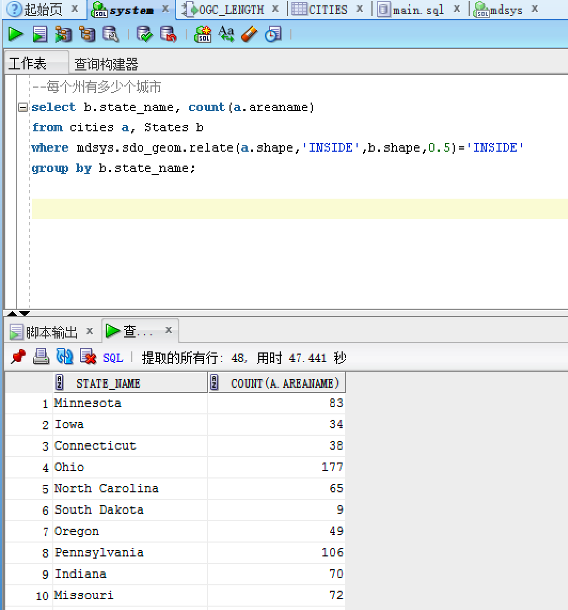 起始页 x system x OGC_LENGTH x CITIES x main.sql x mdsys x
工作表 查询构建器
--每个州有多少个城市
select b.state_name, count(a.areaname)
from cities a, States b
where mdsys.sdo_geom.relate(a.shape,'INSIDE',b.shape,0.5)='INSIDE'
group by b.state_name;
脚本输出 x 查... x
SQL | 提取的所有行: 48, 用时 47.441 秒
STATE_NAME COUNT(A.AREANAME)
1 Minnesota 83
2 Iowa 34
3 Connecticut 38
4 Ohio 177
5 North Carolina 65
6 South Dakota 9
7 Oregon 49
8 Pennsylvania 106
9 Indiana 70
10 Missouri 72